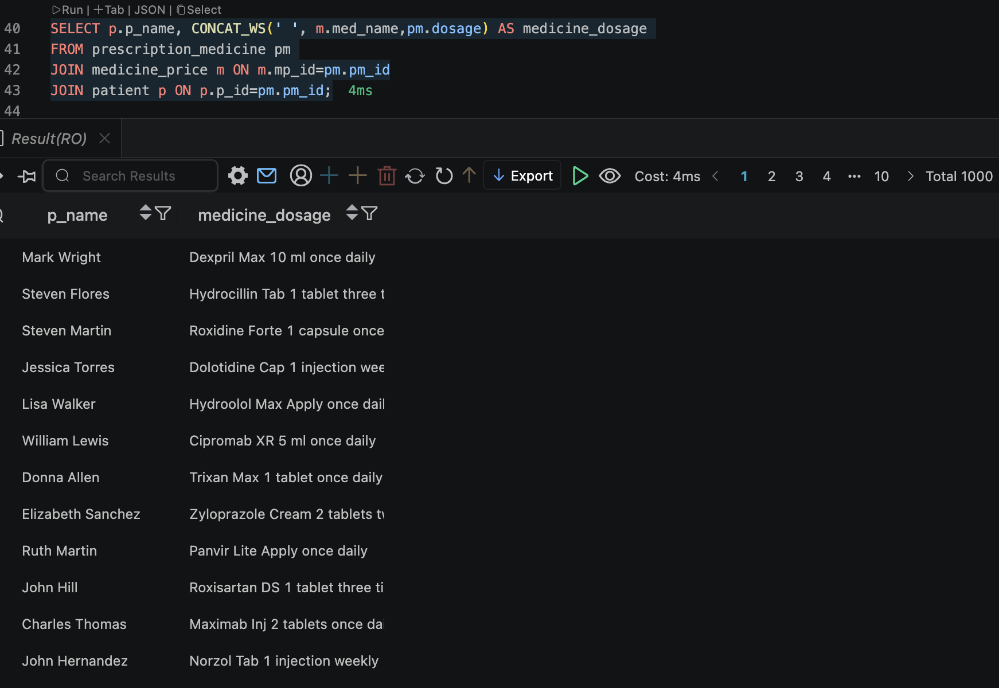 Run | +Tab | JSON | Select
40 SELECT p.p_name, CONCAT_WS(' ', m.med_name,pm.dosage) AS medicine_dosage
41 FROM prescription_medicine pm
42 JOIN medicine_price m ON m.mp_id=pm.pm_id
43 JOIN patient p ON p.p_id=pm.pm_id; 4ms
44
Result(RO)
Search Results Export Cost: 4ms < 1 2 3 4 ••• 10 > Total 1000
p_name medicine_dosage
Mark Wright Dexpril Max 10 ml once daily
Steven Flores Hydrocillin Tab 1 tablet three t
Steven Martin Roxidine Forte 1 capsule once
Jessica Torres Dolotidine Cap 1 injection wee
Lisa Walker Hydroolol Max Apply once dail
William Lewis Cipromab XR 5 ml once daily
Donna Allen Trixan Max 1 tablet once daily
Elizabeth Sanchez Zyloprazole Cream 2 tablets tw
Ruth Martin Panvir Lite Apply once daily
John Hill Roxisartan DS 1 tablet three ti
Charles Thomas Maximab Inj 2 tablets once dai
John Hernandez Norzol Tab 1 injection weekly